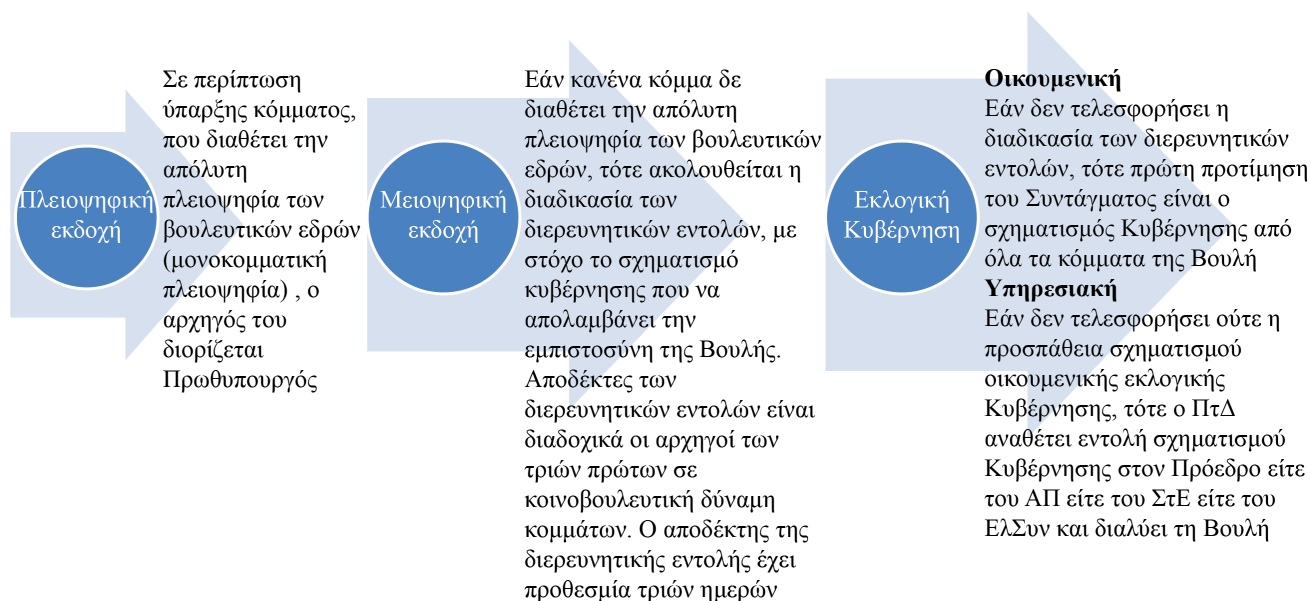 Πλειοψηφική
εκδοχή
Σε περίπτωση
ύπαρξης κόμματος,
που διαθέτει την
απόλυτη
πλειοψηφία των
βουλευτικών εδρών
(μονοκομματική
πλειοψηφία) , ο
αρχηγός του
διορίζεται
Πρωθυπουργός
Μειοψηφική
εκδοχή
Εάν κανένα κόμμα δε
διαθέτει την απόλυτη
πλειοψηφία των βουλευτικών
εδρών, τότε ακολουθείται η
διαδικασία των
διερευνητικών εντολών, με
στόχο το σχηματισμό
κυβέρνησης που να
απολαμβάνει την
εμπιστοσύνη της Βουλής.
Αποδέκτες των
διερευνητικών εντολών είναι
διαδοχικά οι αρχηγοί των
τριών πρώτων σε
κοινοβουλευτική δύναμη
κομμάτων. Ο αποδέκτης της
διερευνητικής εντολής έχει
προθεσμία τριών ημερών
Εκλογική
Κυβέρνηση
Οικουμενική
Εάν δεν τελεσφορήσει η
διαδικασία των διερευνητικών
εντολών, τότε πρώτη προτίμηση
του Συντάγματος είναι ο
σχηματισμός Κυβέρνησης από
όλα τα κόμματα της Βουλή
Υπηρεσιακή
Εάν δεν τελεσφορήσει ούτε η
προσπάθεια σχηματισμού
οικουμενικής εκλογικής
Κυβέρνησης, τότε ο ΠτΔ
αναθέτει εντολή σχηματισμού
Κυβέρνησης στον Πρόεδρο είτε
του ΑΠ είτε του ΣτΕ είτε του
ΕλΣυν και διαλύει τη Βουλή